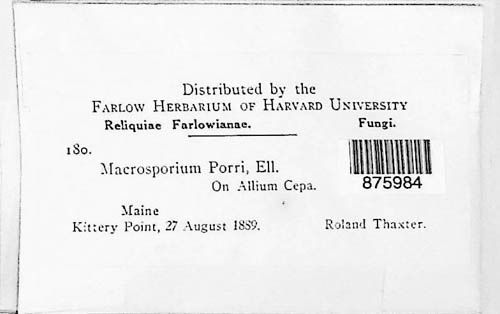 Distributed by the
FARLOW HERBARIUM OF HARVARD UNIVERSITY
Reliquiae Farlowianae. Fungi.
180.
Macrosporium Porri, Ell.
On Allium Cepa.
875984
Maine
Kittery Point, 27 August 1889. Roland Thaxter.